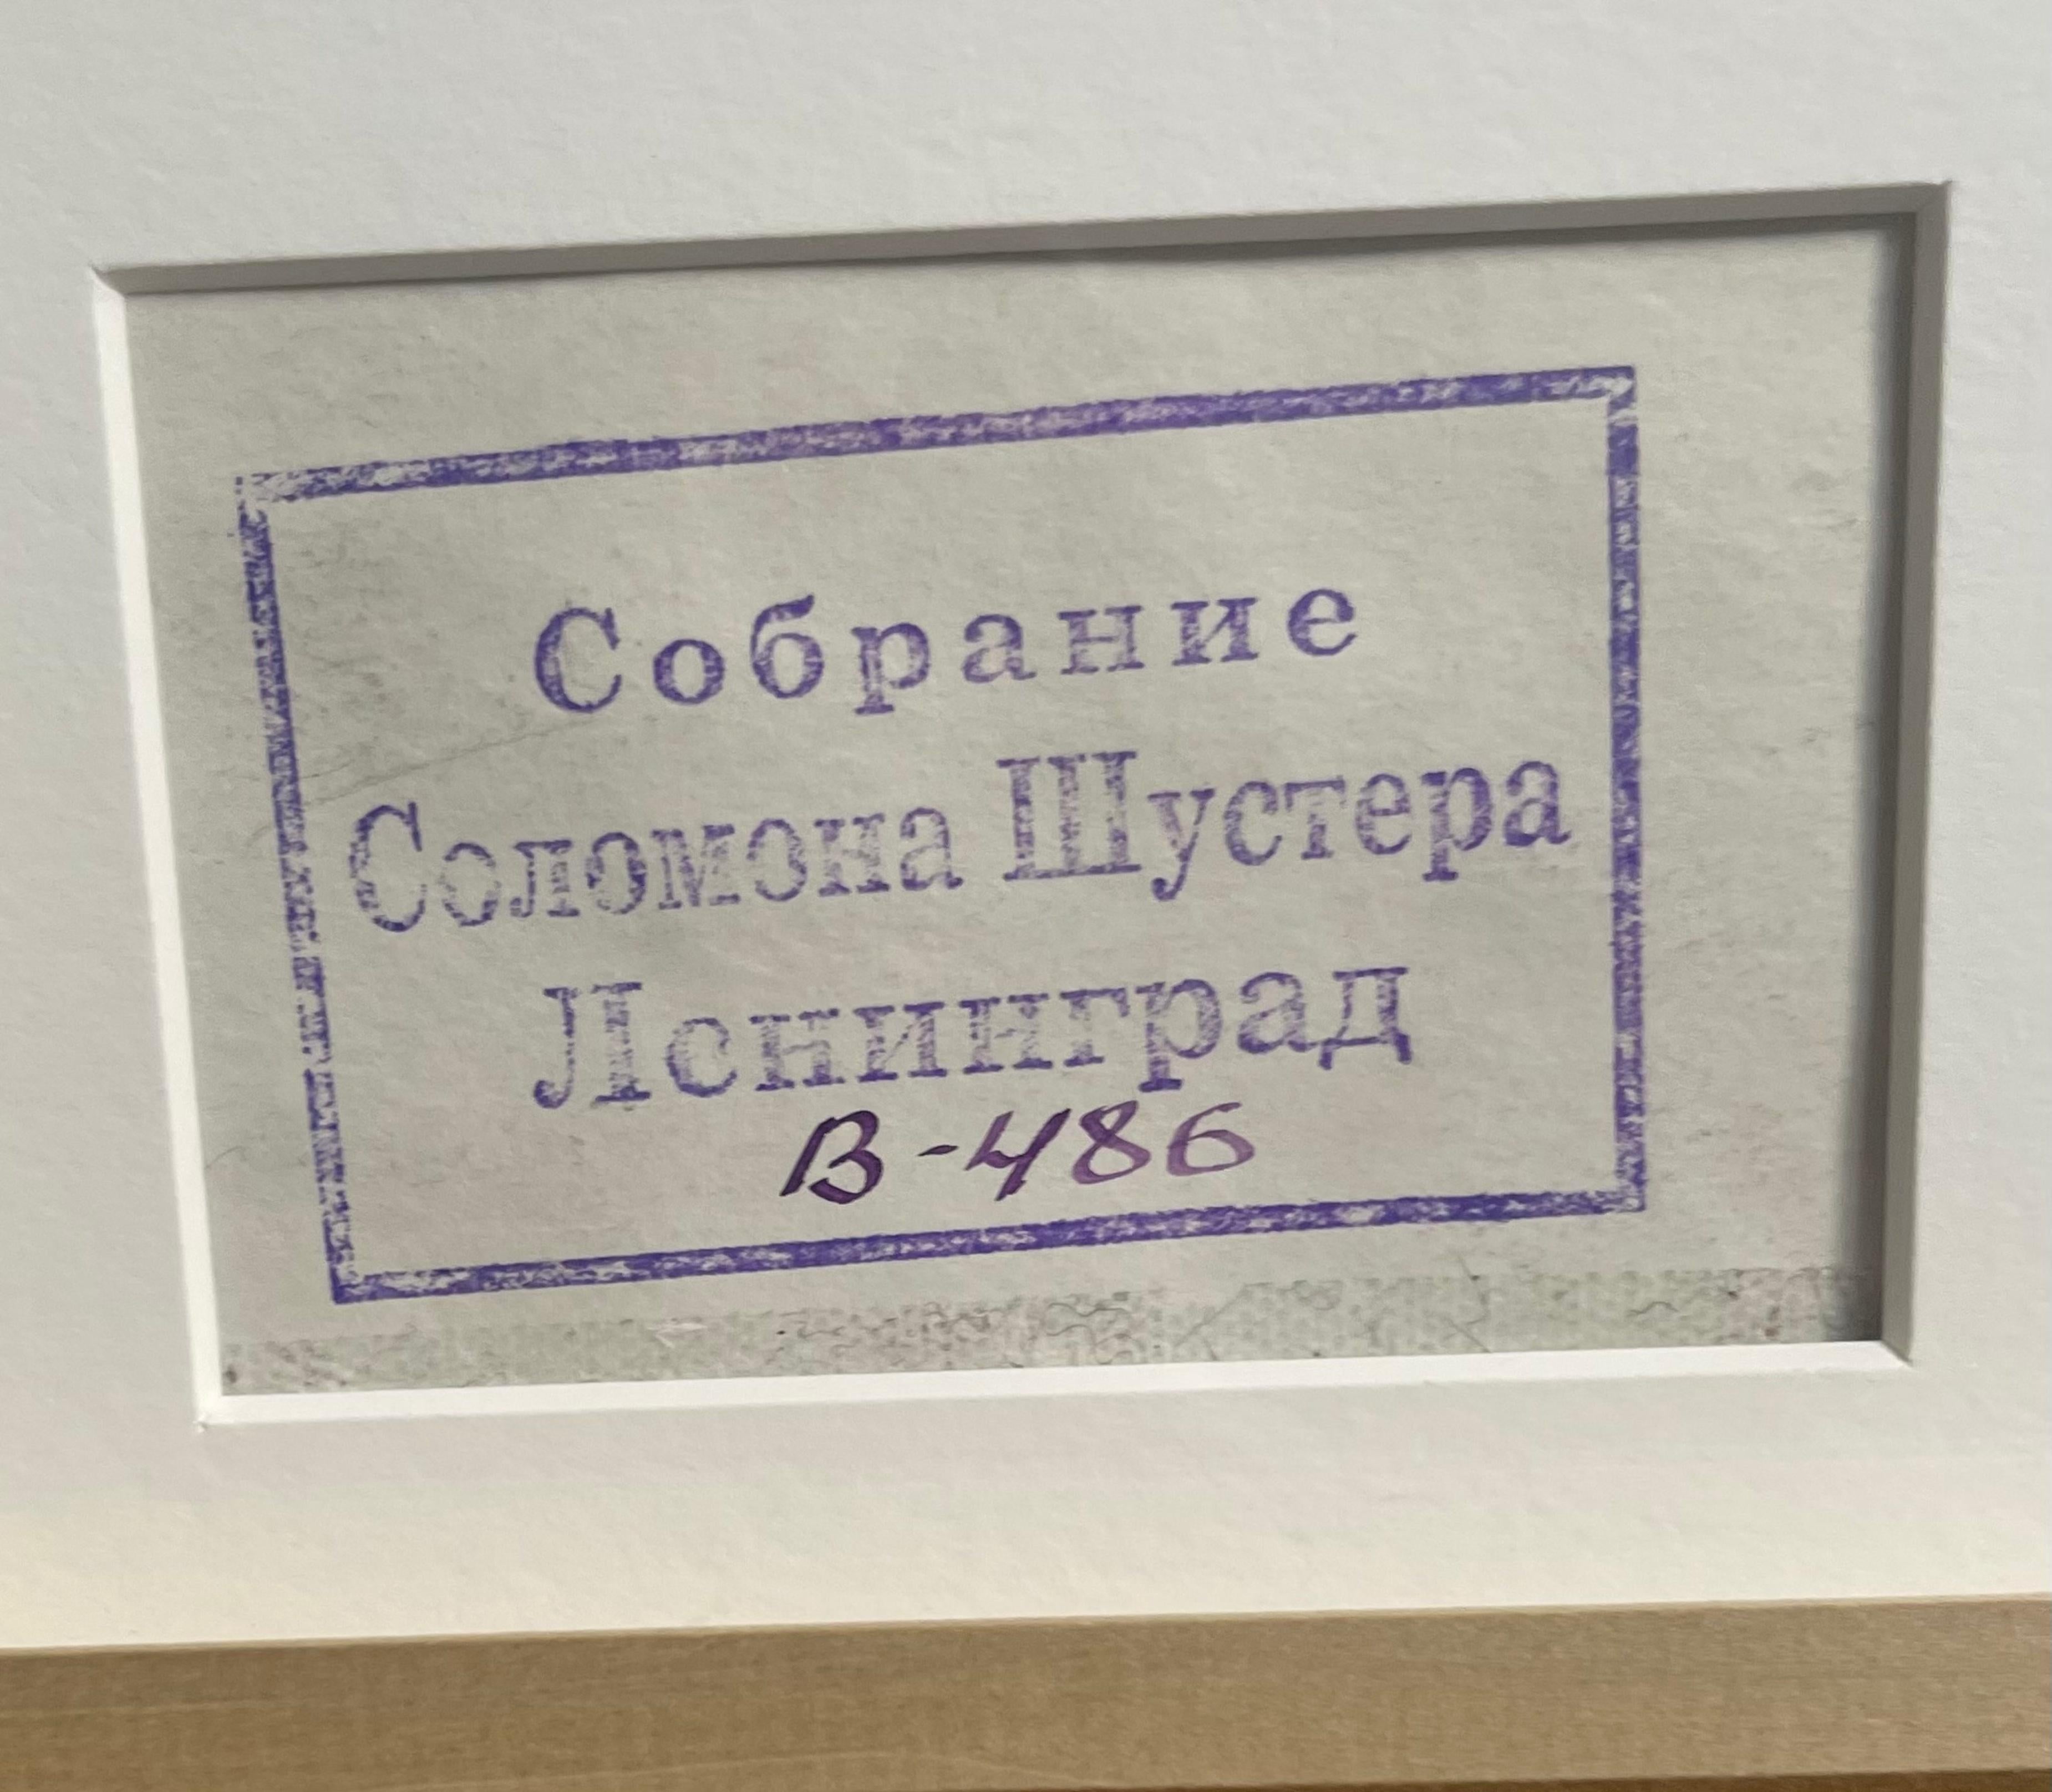 Собрание
Соломона Шустера
Ленинград
В-486